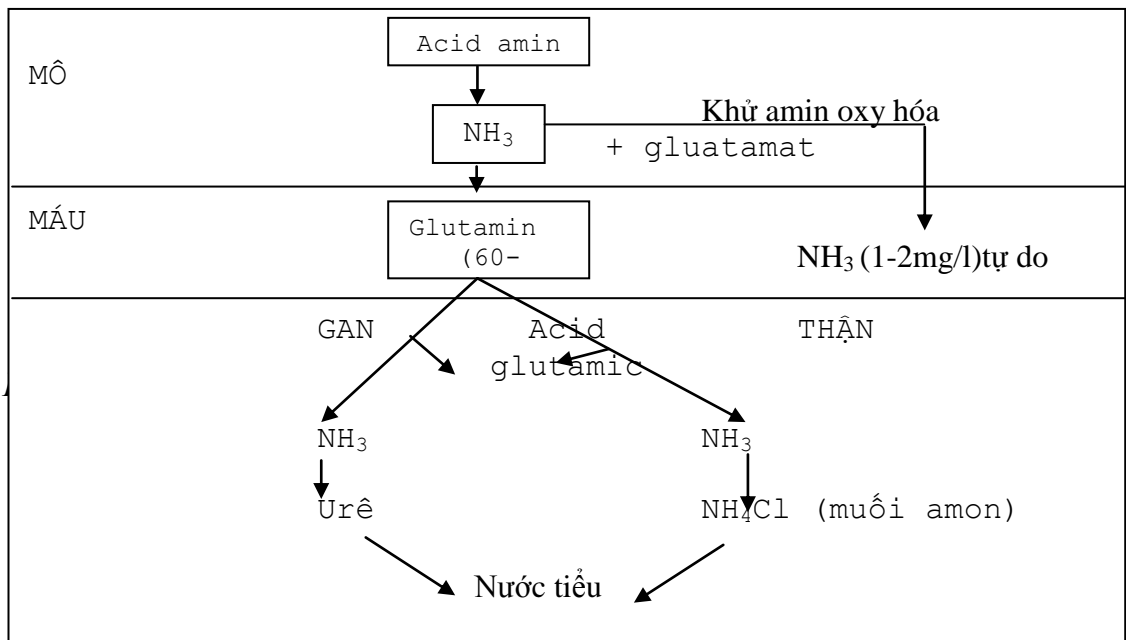 Acid amin
MÔ
Khử amin oxy hóa
NH₃
+ gluatamat
MÁU
Glutamin
(60-
NH₃ (1-2mg/l)tự do
GAN Acid THẬN
glutamic
NH₃ NH₃
Urê NH₄Cl (muối amon)
Nước tiểu